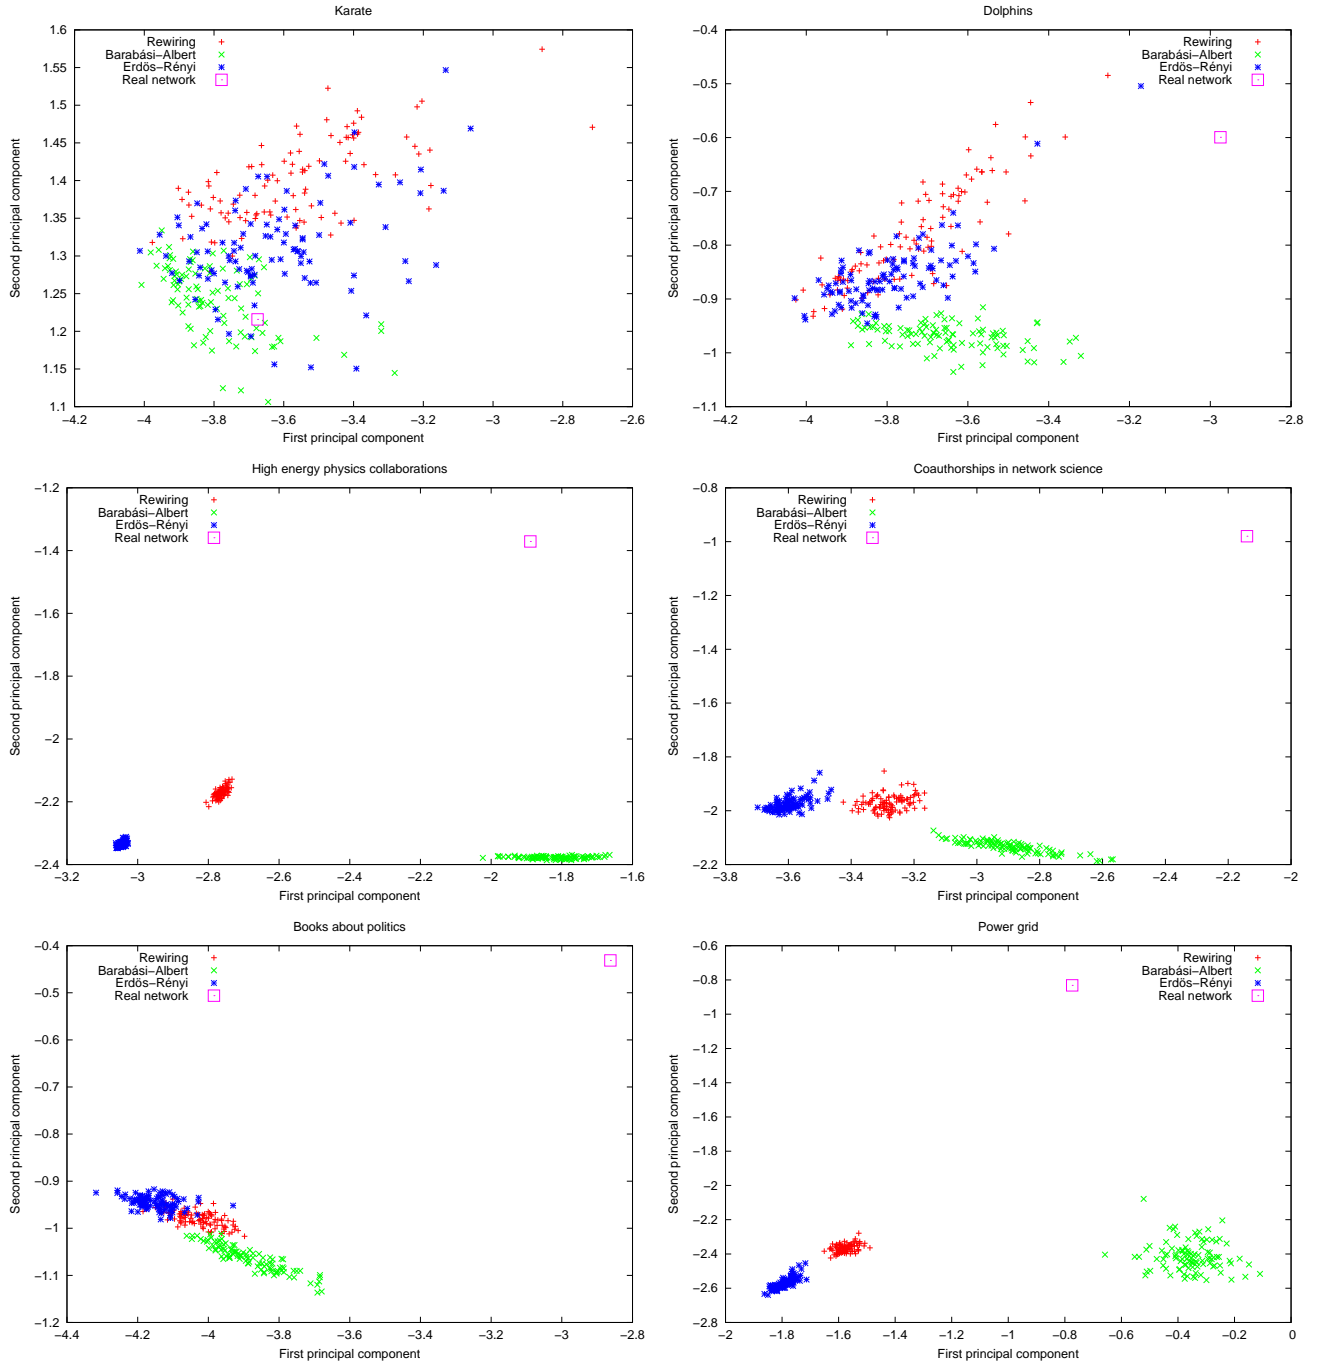 Karate
Second principal component
1.6
1.55
1.5
1.45
1.4
1.35
1.3
1.25
1.2
1.15
1.1
Rewiring
Barabási−Albert
Erdös−Rényi
Real network
−4.2 −4 −3.8 −3.6 −3.4 −3.2 −3 −2.8 −2.6
First principal component
Dolphins
Second principal component
−0.4
−0.5
−0.6
−0.7
−0.8
−0.9
−1
−1.1
Rewiring
Barabási−Albert
Erdös−Rényi
Real network
−4.2 −4 −3.8 −3.6 −3.4 −3.2 −3 −2.8
First principal component
High energy physics collaborations
Second principal component
−1.2
−1.4
−1.6
−1.8
−2
−2.2
−2.4
Rewiring
Barabási−Albert
Erdös−Rényi
Real network
−3.2 −3 −2.8 −2.6 −2.4 −2.2 −2 −1.8 −1.6
First principal component
Coauthorships in network science
Second principal component
−0.8
−1
−1.2
−1.4
−1.6
−1.8
−2
−2.2
Rewiring
Barabási−Albert
Erdös−Rényi
Real network
−3.8 −3.6 −3.4 −3.2 −3 −2.8 −2.6 −2.4 −2.2 −2
First principal component
Books about politics
Second principal component
−0.4
−0.5
−0.6
−0.7
−0.8
−0.9
−1
−1.1
−1.2
Rewiring
Barabási−Albert
Erdös−Rényi
Real network
−4.4 −4.2 −4 −3.8 −3.6 −3.4 −3.2 −3 −2.8
First principal component
Power grid
Second principal component
−0.6
−0.8
−1
−1.2
−1.4
−1.6
−1.8
−2
−2.2
−2.4
−2.6
−2.8
Rewiring
Barabási−Albert
Erdös−Rényi
Real network
−2 −1.8 −1.6 −1.4 −1.2 −1 −0.8 −0.6 −0.4 −0.2 0
First principal component